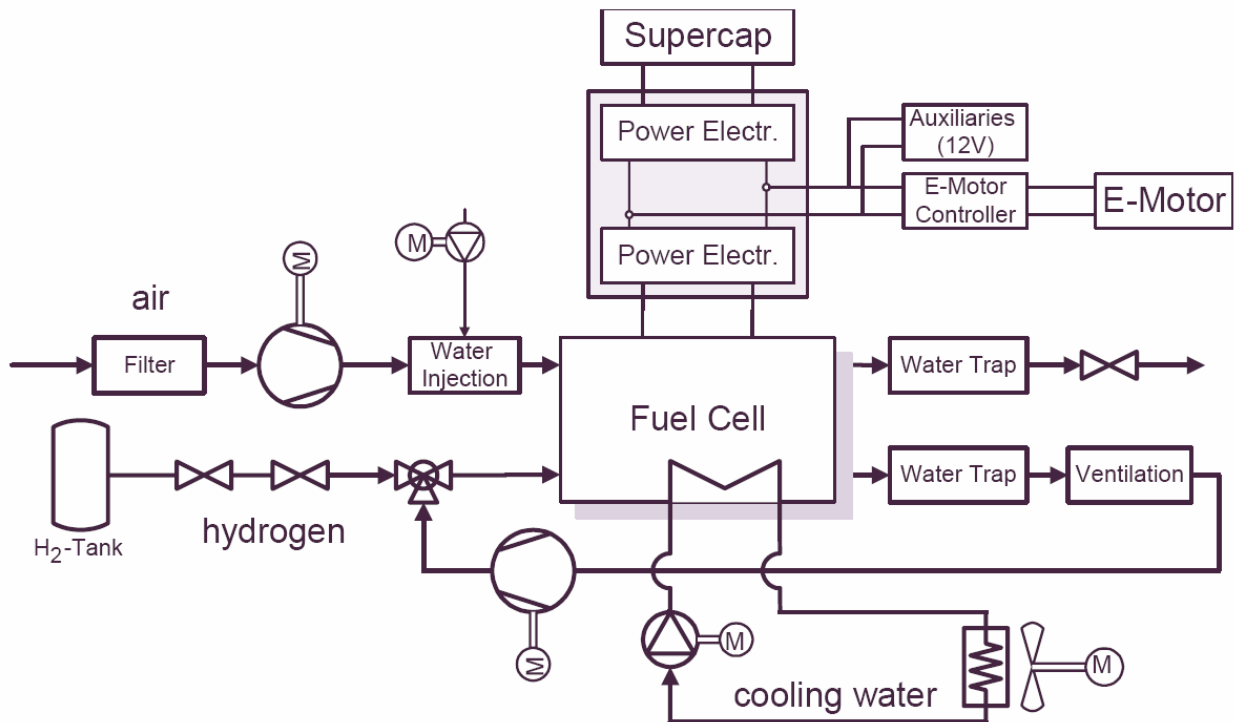 Supercap
Power Electr.
Auxiliaries
(12V)
E-Motor
Controller
E-Motor
M
Power Electr.
M
air
Filter
Water
Injection
Fuel Cell
Water Trap
Water Trap
Ventilation
hydrogen
H2-Tank
M
M
M
cooling water